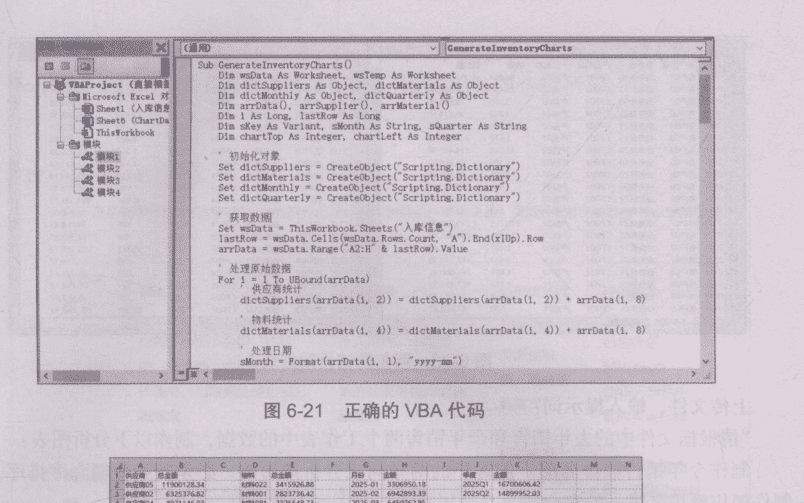 (通用)
GenerateInventoryCharts
VBAProject (
Microsoft Excel 对
Sheet1 (入库信息
Sheet6 (ChartDa
ThisWorkbook
模块
模块1
模块2
模块3
模块4
Sub GenerateInventoryCharts()
Dim wsData As Worksheet, wsTemp As Worksheet
Dim dictSuppliers As Object, dictMaterials As Object
Dim dictMonthly As Object, dictQuarterly As Object
Dim arrData(), arrSupplier(), arrMaterial()
Dim i As Long, lastRow As Long
Dim sKey As Variant, sMonth As String, sQuarter As String
Dim chartTop As Integer, chartLeft As Integer
' 初始化对象
Set dictSuppliers = CreateObject("Scripting.Dictionary")
Set dictMaterials = CreateObject("Scripting.Dictionary")
Set dictMonthly = CreateObject("Scripting.Dictionary")
Set dictQuarterly = CreateObject("Scripting.Dictionary")
' 获取数据
Set wsData = ThisWorkbook.Sheets("入库信息")
lastRow = wsData.Cells(wsData.Rows.Count, "A").End(xlUp).Row
arrData = wsData.Range("A2:H" & lastRow).Value
' 处理原始数据
For i = 1 To UBound(arrData)
' 供应商统计
dictSuppliers(arrData(i, 2)) = dictSuppliers(arrData(i, 2)) + arrData(i, 8)
' 物料统计
dictMaterials(arrData(i, 4)) = dictMaterials(arrData(i, 4)) + arrData(i, 8)
' 处理日期
sMonth = Format(arrData(i, 1), "yyyy-mm")
图 6-21 正确的 VBA 代码
A B C D E F G H I J K L M N
1 供应商 总金额 物料 总金额 月份 金额 季度 金额
2 供应商05 11900128.34 材料022 3415926.88 2025-01 3306950.18 2025Q1 16700606.42
3 供应商02 6325376.82 材料001 2823736.42 2025-02 6942893.39 2025Q2 14899952.03